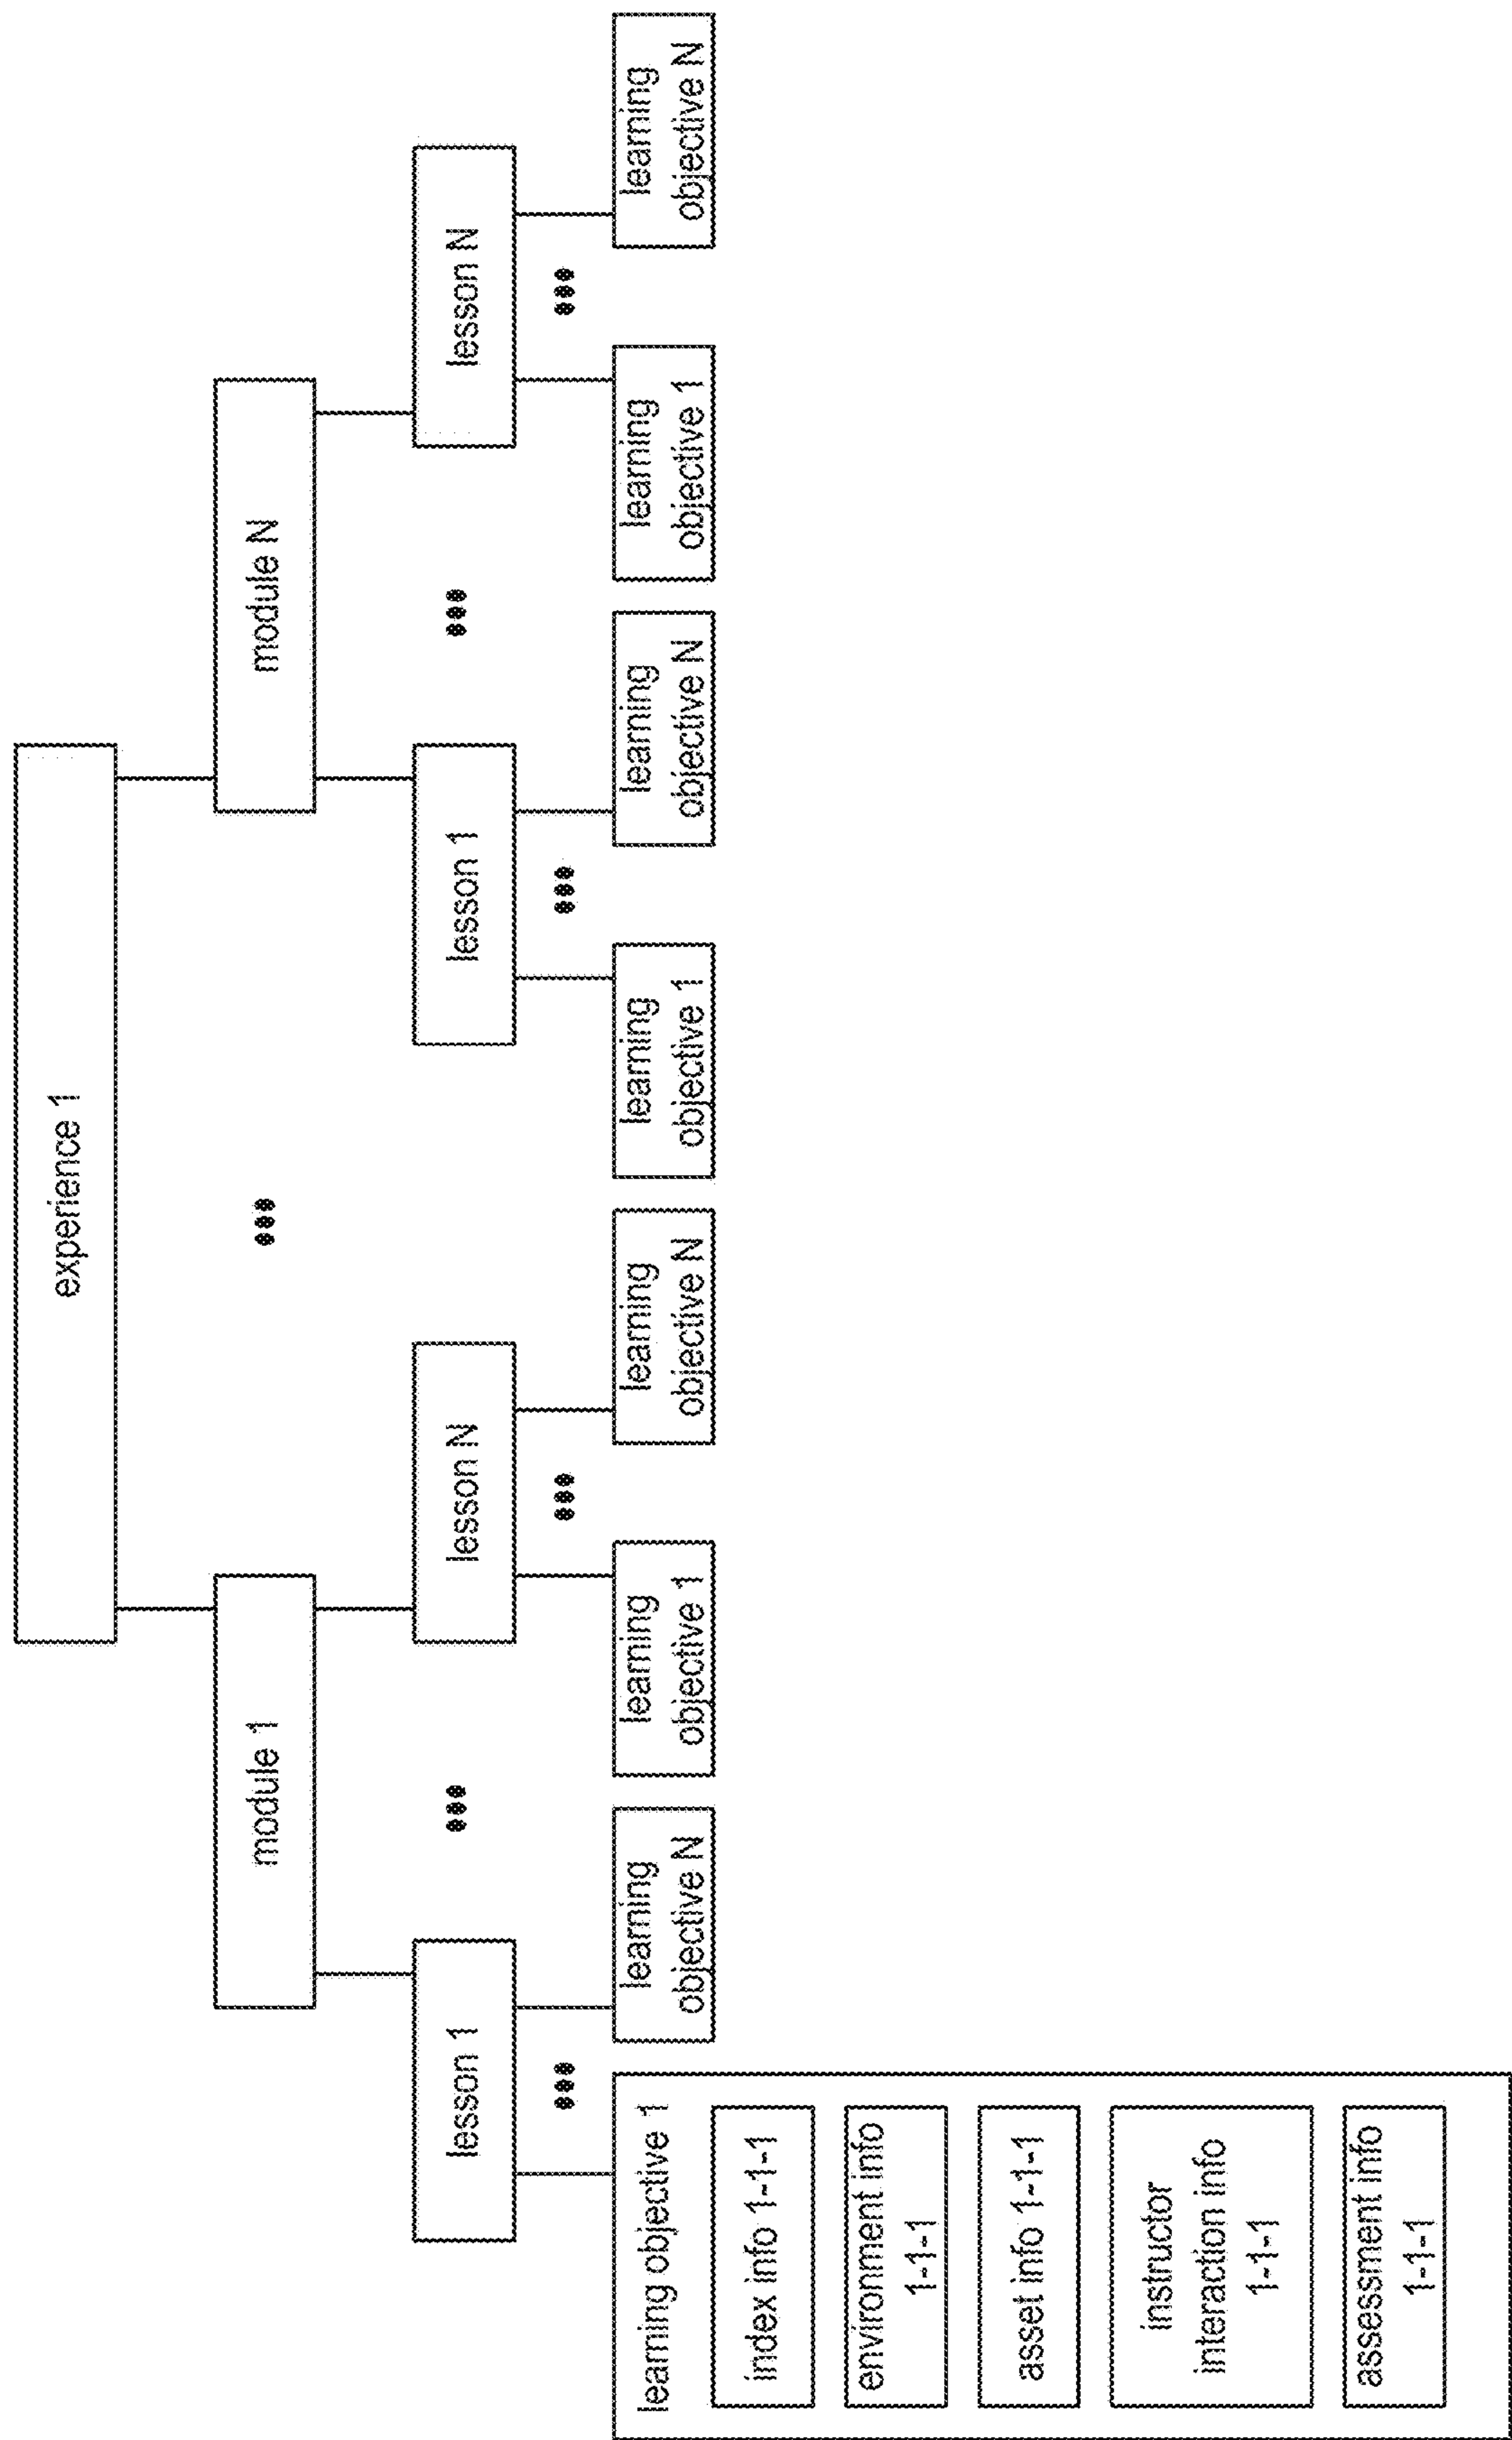 experience 1
module 1
module N
lesson 1
lesson N
lesson 1
lesson N
learning objective 1
index info 1-1-1
environment info
1-1-1
asset info 1-1-1
instructor
interaction info
1-1-1
assessment info
1-1-1
learning
objective N
learning
objective 1
learning
objective N
learning
objective 1
learning
objective N
learning
objective 1
learning
objective N